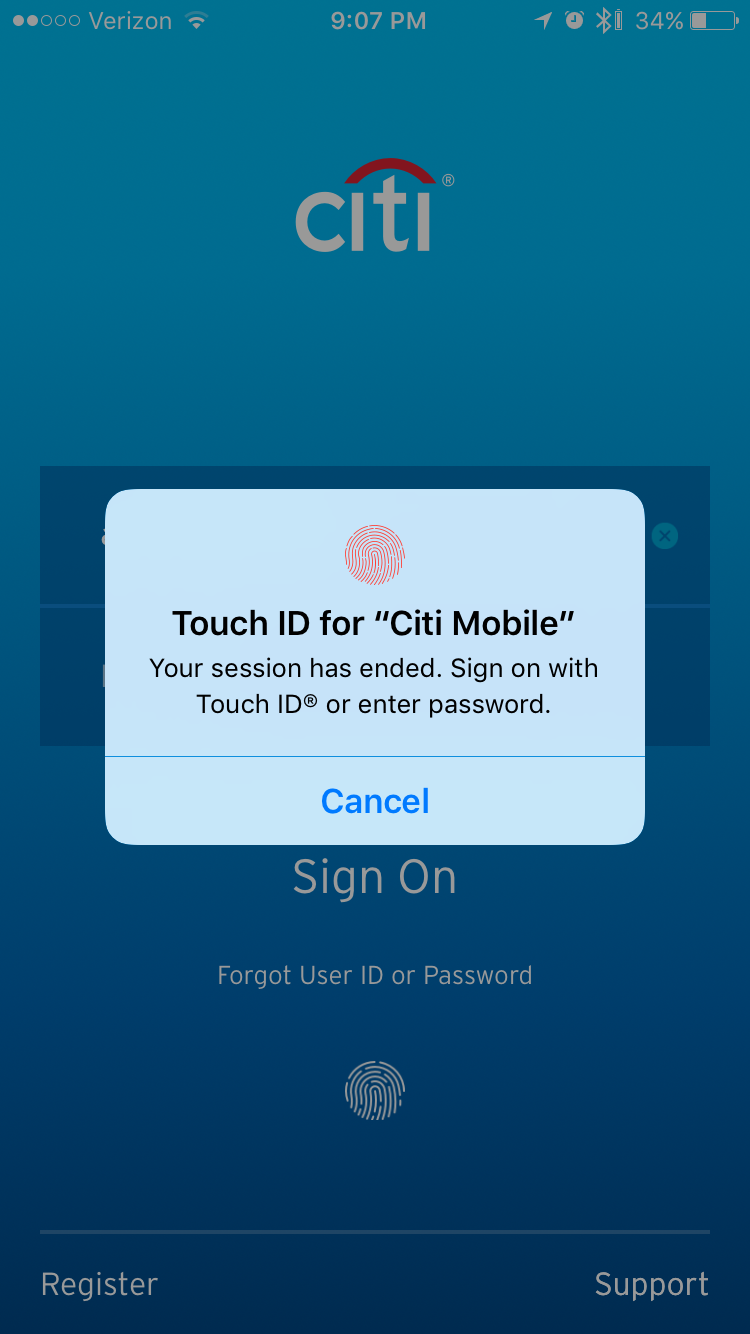 Verizon 9:07 PM 34%
citi®
Touch ID for “Citi Mobile”
Your session has ended. Sign on with
Touch ID® or enter password.
Cancel
Sign On
Forgot User ID or Password
Register Support